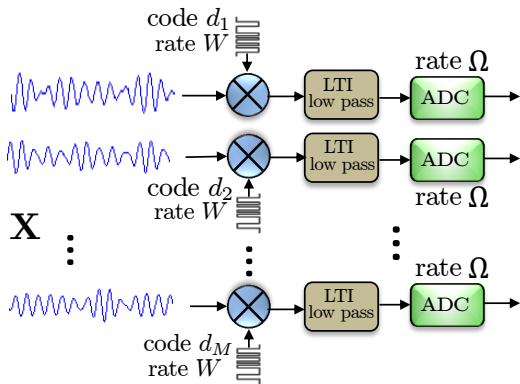 code d₁
rate W
LTI
low pass
rate Ω
ADC
LTI
low pass
ADC
code d₂
rate W
rate Ω
X
rate Ω
LTI
low pass
ADC
code d_M
rate W